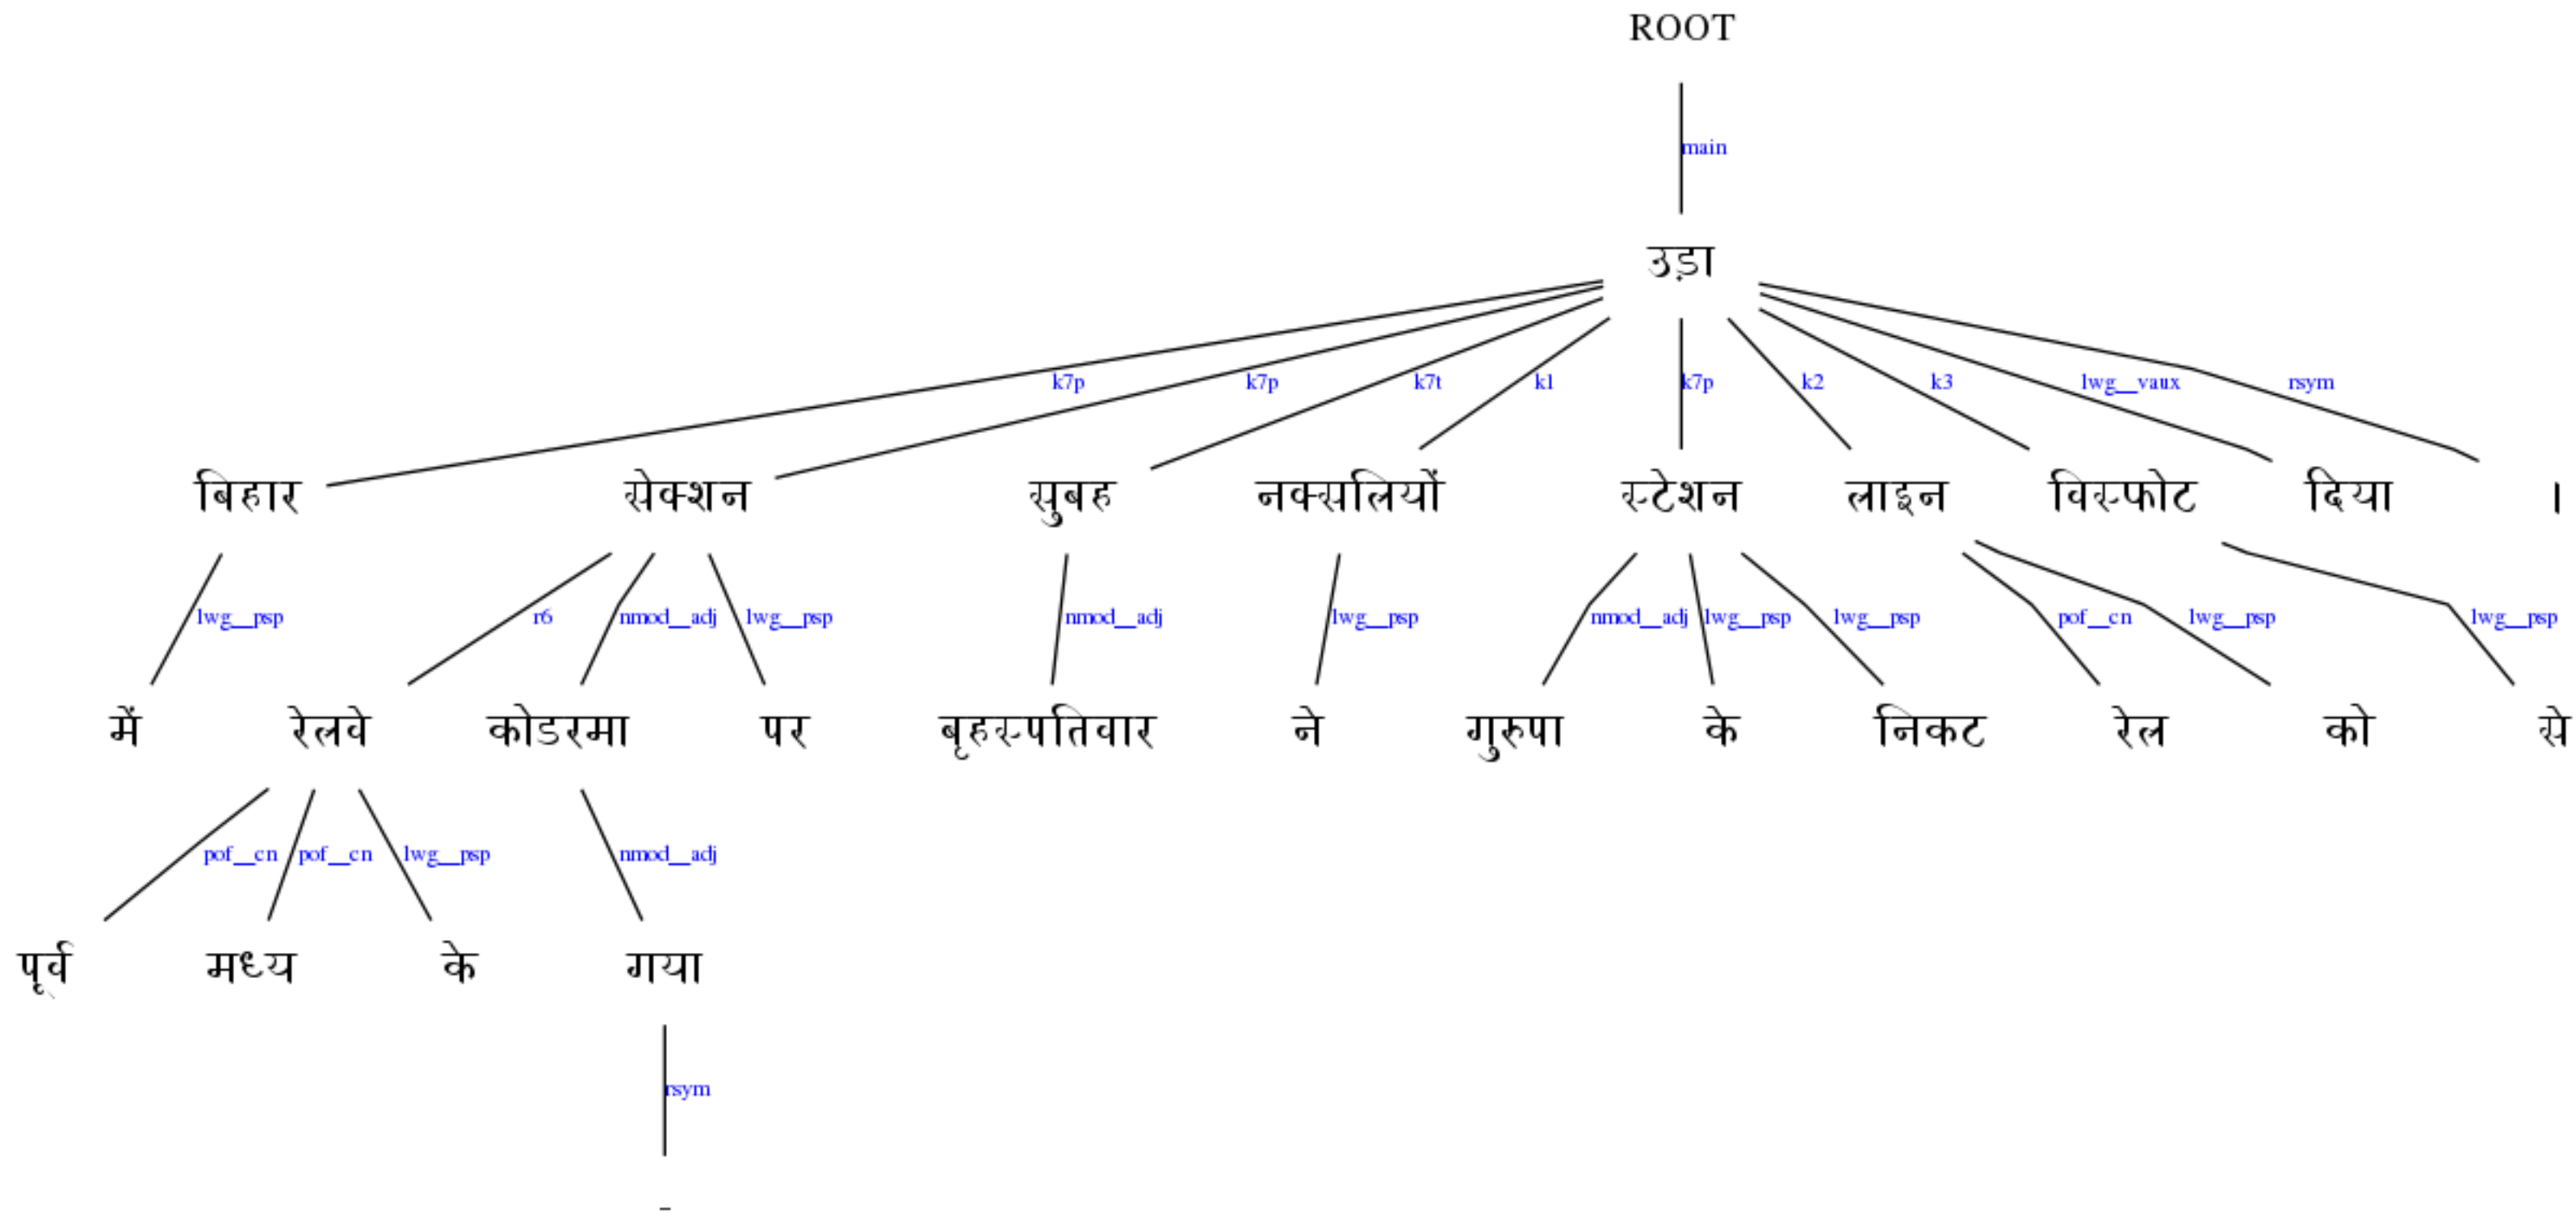 ROOT
main
उड़ा
k7p k7p k7t k1 k7p k2 k3 lwg__vaux rsym
बिहार सेक्शन सुबह नक्सलियों स्टेशन लाइन विस्फोट दिया ।
lwg__psp r6 nmod__adj lwg__psp nmod__adj lwg__psp nmod__adj lwg__psp lwg__psp pof__cn lwg__psp lwg__psp
में रेलवे कोडरमा पर बृहस्पतिवार ने गुरुपा के निकट रेल को से
pof__cn pof__cn lwg__psp nmod__adj
पूर्व मध्य के गया
rsym
-